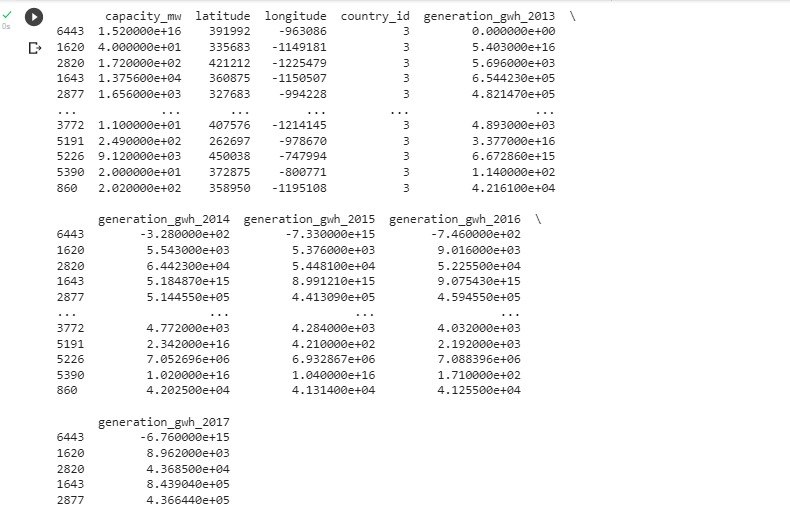 capacity_mw latitude longitude country_id generation_gwh_2013 \
6443 1.520000e+16 391992 -963086 3 0.000000e+00
1620 4.000000e+01 335683 -1149181 3 5.403000e+16
2820 1.720000e+02 421212 -1225479 3 5.696000e+03
1643 1.375600e+04 360875 -1150507 3 6.544230e+05
2877 1.656000e+03 327683 -994228 3 4.821470e+05
... ... ... ... ... ...
3772 1.100000e+01 407576 -1214145 3 4.893000e+03
5191 2.490000e+02 262697 -978670 3 3.377000e+16
5226 9.120000e+03 450038 -747994 3 6.672860e+15
5390 2.000000e+01 372875 -800771 3 1.140000e+02
860 2.020000e+02 358950 -1195108 3 4.216100e+04
generation_gwh_2014 generation_gwh_2015 generation_gwh_2016 \
6443 -3.280000e+02 -7.330000e+15 -7.460000e+02
1620 5.543000e+03 5.376000e+03 9.016000e+03
2820 6.442300e+04 5.448100e+04 5.225500e+04
1643 5.184870e+15 8.991210e+15 9.075430e+15
2877 5.144550e+05 4.413090e+05 4.594550e+05
... ... ... ...
3772 4.772000e+03 4.284000e+03 4.032000e+03
5191 2.342000e+16 4.210000e+02 2.192000e+03
5226 7.052696e+06 6.932867e+06 7.088396e+06
5390 1.020000e+16 1.040000e+16 1.710000e+02
860 4.202500e+04 4.131400e+04 4.125500e+04
generation_gwh_2017
6443 -6.760000e+15
1620 8.962000e+03
2820 4.368500e+04
1643 8.439040e+05
2877 4.366440e+05
0s